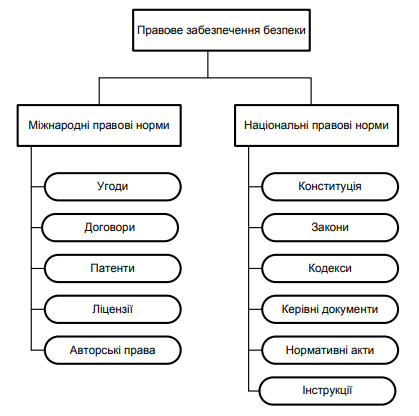 Правове забезпечення безпеки
Міжнародні правові норми
Національні правові норми
Угоди
Договори
Патенти
Ліцензії
Авторські права
Конституція
Закони
Кодекси
Керівні документи
Нормативні акти
Інструкції